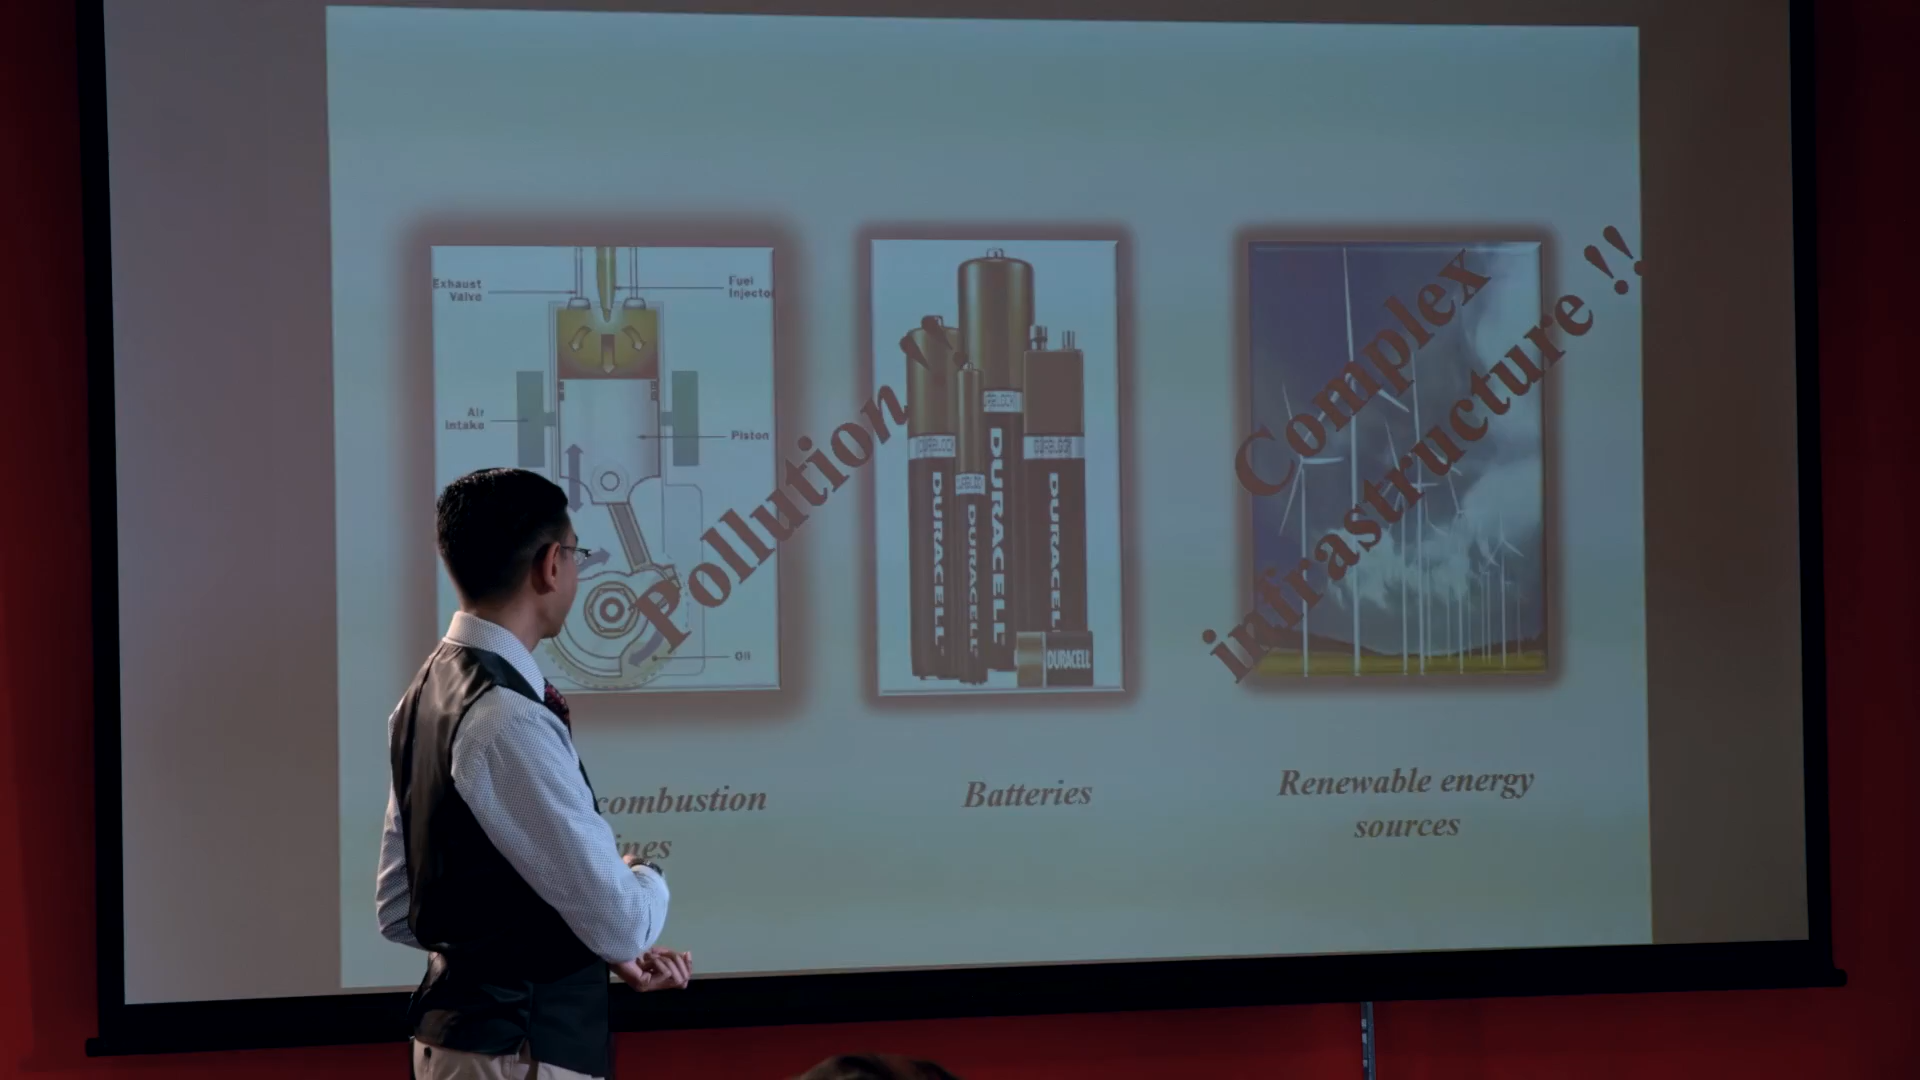 Exhaust
Valve
Fuel
Injector
Air
Intake
Piston
Oil
Pollution !!
DURACELL
DURACELL
DURACELL
DURACELL
DURACELL
Complex
infrastructure !!
combustion
ines
Batteries
Renewable energy
sources